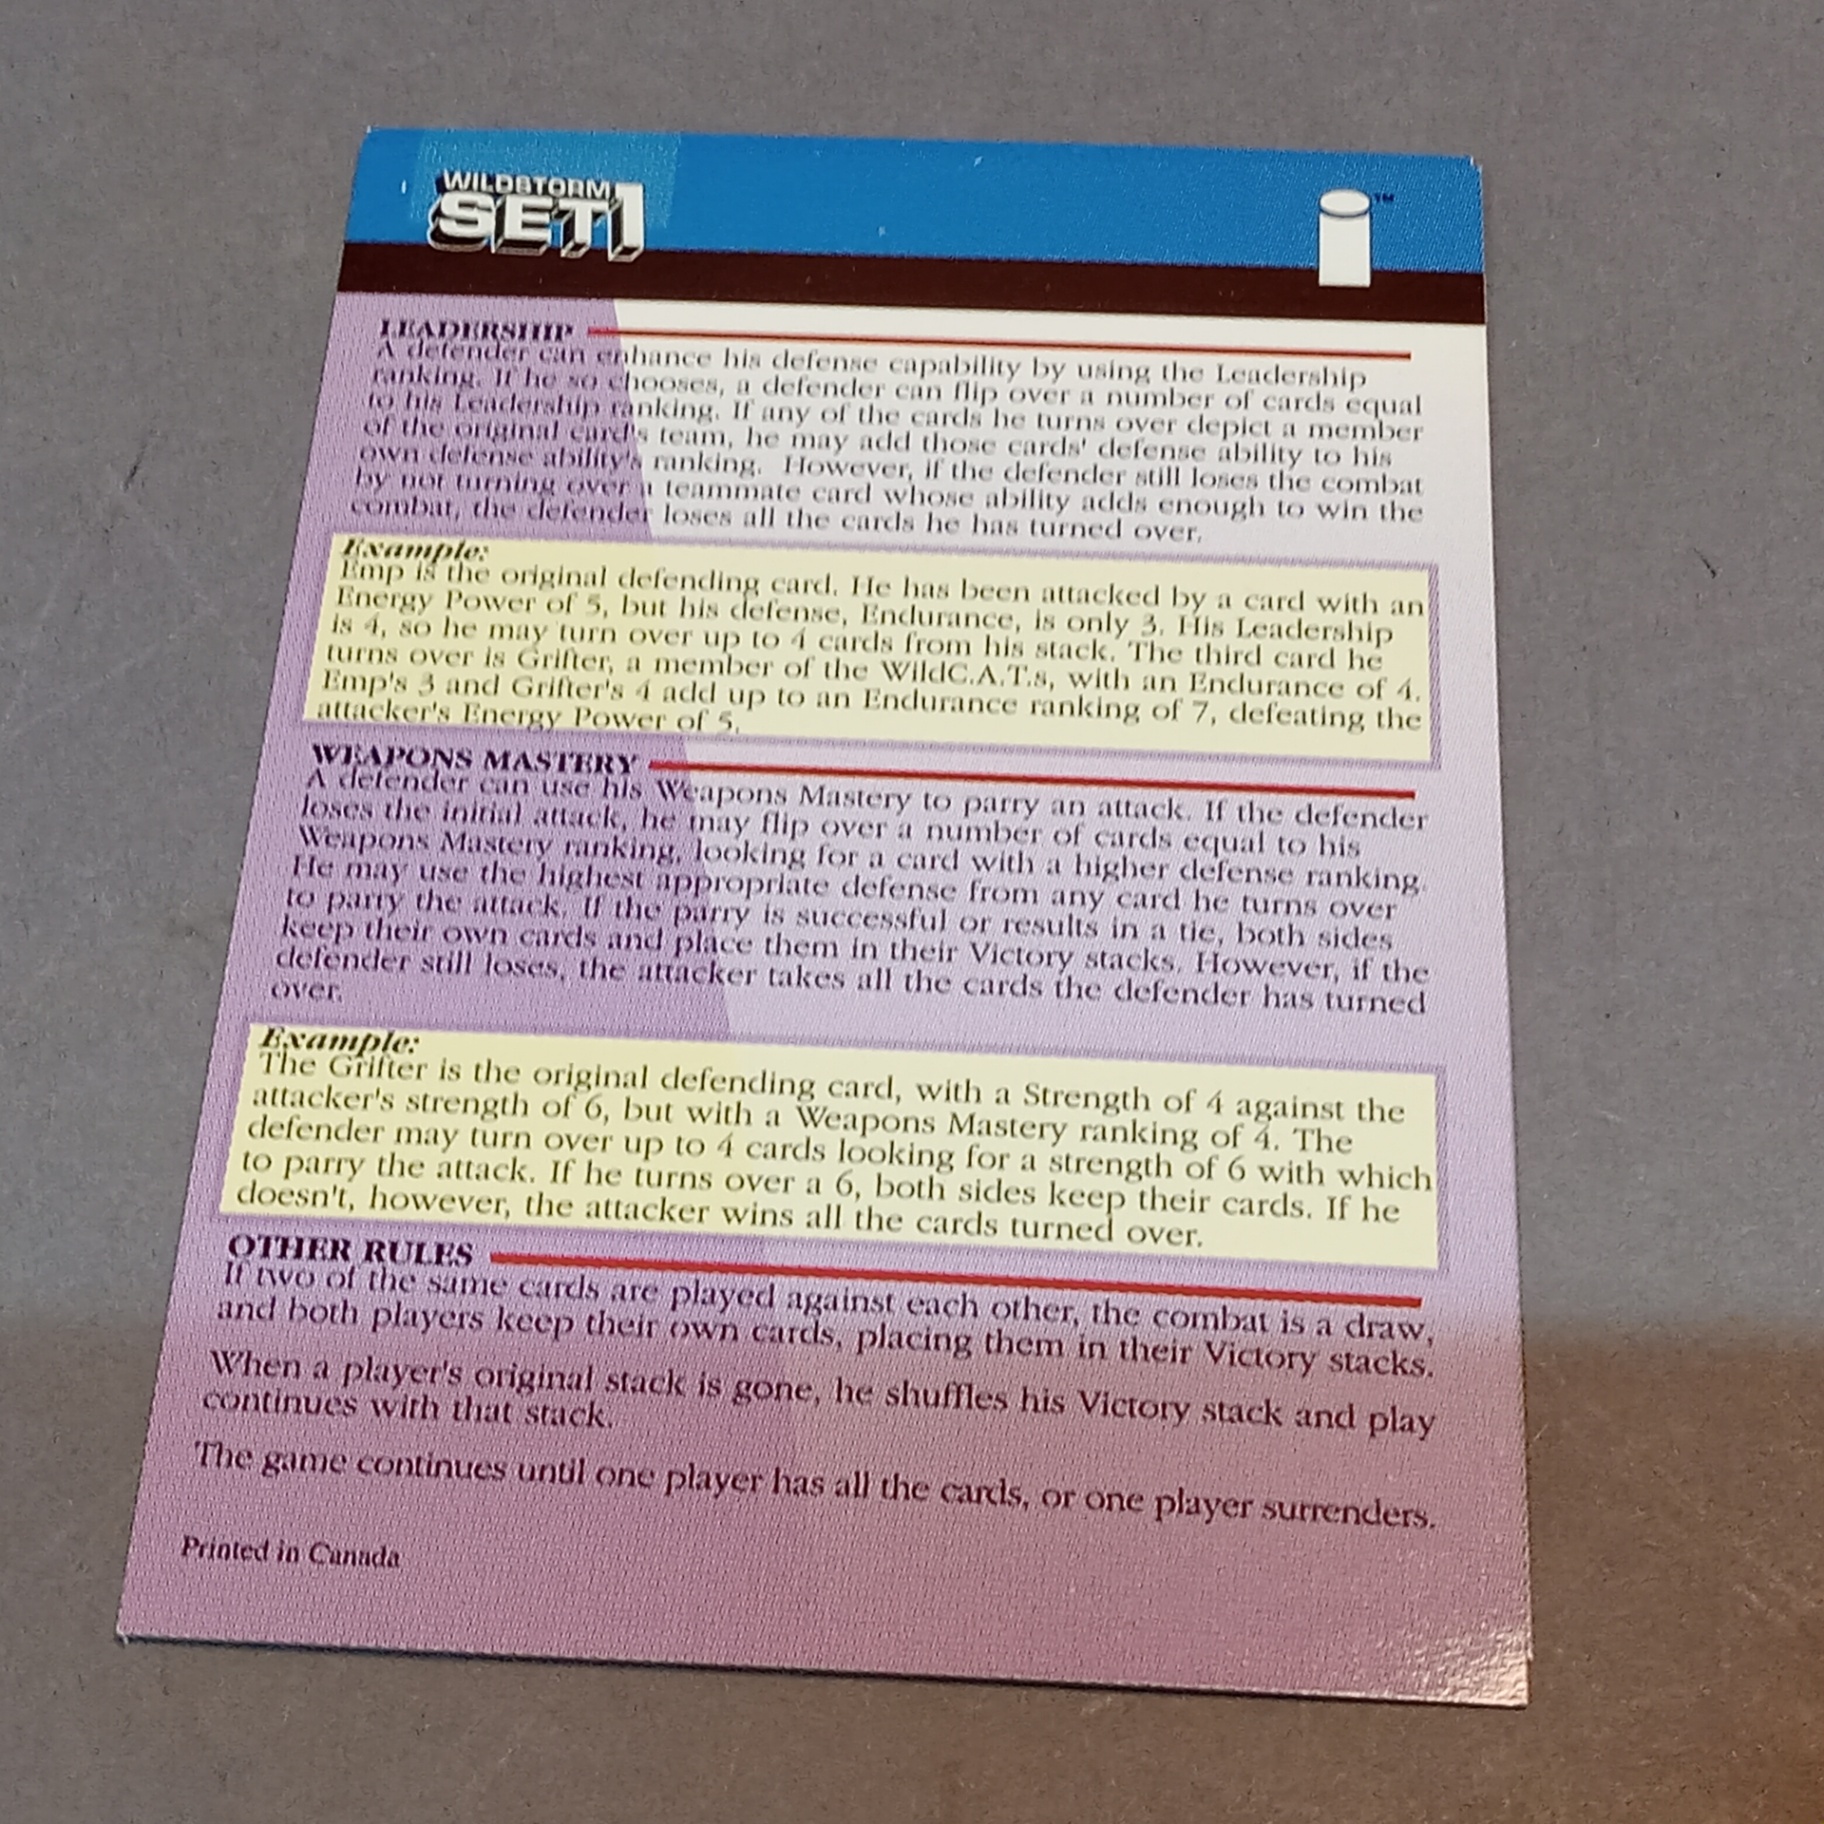 WILDSTORM
SET 1
TM
LEADERSHIP
A defender can enhance his defense capability by using the Leadership
ranking. If he so chooses, a defender can flip over a number of cards equal
to his Leadership ranking. If any of the cards he turns over depict a member
of the original card's team, he may add those cards' defense ability to his
own defense ability's ranking. However, if the defender still loses the combat
by not turning over a teammate card whose ability adds enough to win the
combat, the defender loses all the cards he has turned over.
Example:
Emp is the original defending card. He has been attacked by a card with an
Energy Power of 5, but his defense, Endurance, is only 3. His Leadership
is 4, so he may turn over up to 4 cards from his stack. The third card he
turns over is Grifter, a member of the WildC.A.T.s, with an Endurance of 4.
Emp's 3 and Grifter's 4 add up to an Endurance ranking of 7, defeating the
attacker's Energy Power of 5.
WEAPONS MASTERY
A defender can use his Weapons Mastery to parry an attack. If the defender
loses the initial attack, he may flip over a number of cards equal to his
Weapons Mastery ranking, looking for a card with a higher defense ranking.
He may use the highest appropriate defense from any card he turns over
to parry the attack. If the parry is successful or results in a tie, both sides
keep their own cards and place them in their Victory stacks. However, if the
defender still loses, the attacker takes all the cards the defender has turned
over.
Example:
The Grifter is the original defending card, with a Strength of 4 against the
attacker's strength of 6, but with a Weapons Mastery ranking of 4. The
defender may turn over up to 4 cards looking for a strength of 6 with which
to parry the attack. If he turns over a 6, both sides keep their cards. If he
doesn't, however, the attacker wins all the cards turned over.
OTHER RULES
If two of the same cards are played against each other, the combat is a draw,
and both players keep their own cards, placing them in their Victory stacks.
When a player's original stack is gone, he shuffles his Victory stack and play
continues with that stack.
The game continues until one player has all the cards, or one player surrenders.
Printed in Canada